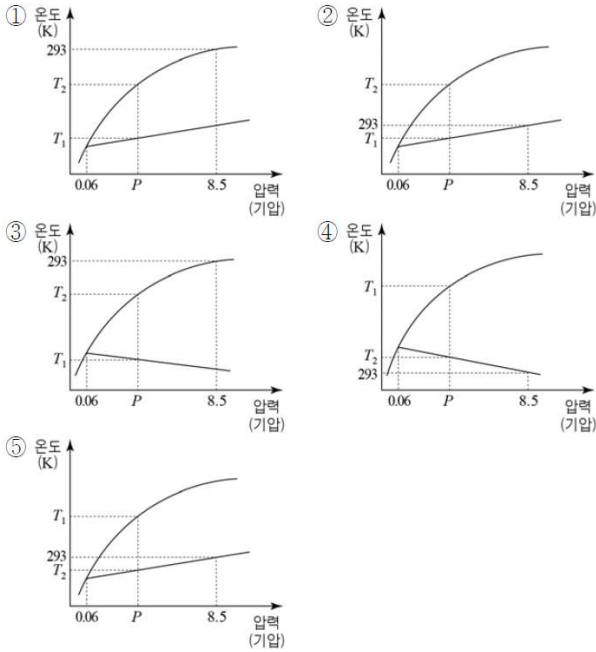 ① 온도
(K)
293
T₂
T₁
0.06 P 8.5 압력
(기압)
② 온도
(K)
T₂
293
T₁
0.06 P 8.5 압력
(기압)
③ 온도
(K)
293
T₂
T₁
0.06 P 8.5 압력
(기압)
④ 온도
(K)
T₁
T₂
293
0.06 P 8.5 압력
(기압)
⑤ 온도
(K)
T₁
293
T₂
0.06 P 8.5 압력
(기압)